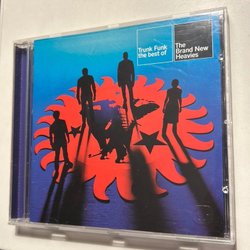 Trunk Funk
the best of
The
Brand New
Heavies